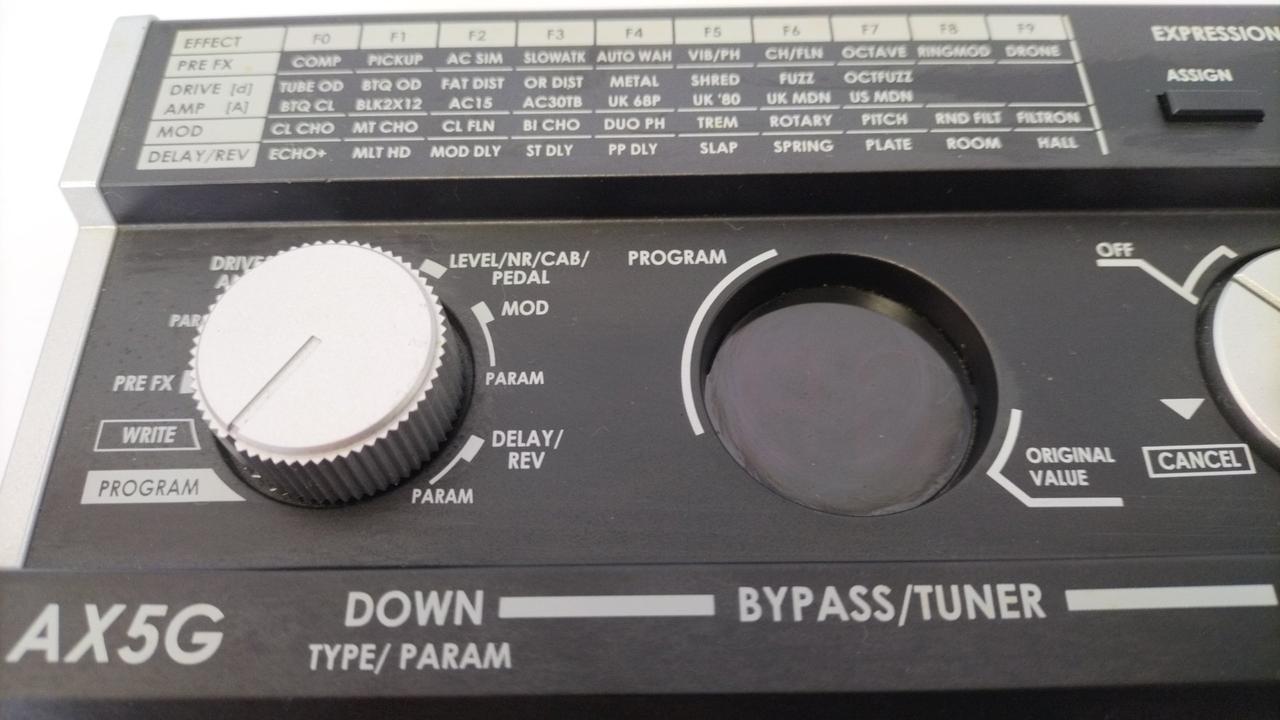 EFFECT F0 F1 F2 F3 F4 F5 F6 F7 F8 F9
PRE FX COMP PICKUP AC SIM SLOWATK AUTO WAH VIB/PH CH/FLN OCTAVE RINGMOD DRONE
DRIVE [d] TUBE OD BTQ OD FAT DIST OR DIST METAL SHRED FUZZ OCTFUZZ
AMP [A] BTQ CL BLK2X12 AC15 AC30TB UK 68P UK '80 UK MDN US MDN
MOD CL CHO MT CHO CL FLN BI CHO DUO PH TREM ROTARY PITCH RND FILT FILTRON
DELAY/REV ECHO+ MLT HD MOD DLY ST DLY PP DLY SLAP SPRING PLATE ROOM HALL
EXPRESSION
ASSIGN
DRIVE
PRE FX
WRITE
PROGRAM
LEVEL/NR/CAB/
PEDAL
MOD
PARAM
DELAY/
REV
PARAM
PROGRAM
ORIGINAL
VALUE
OFF
CANCEL
AX5G
DOWN
TYPE/ PARAM
BYPASS/TUNER